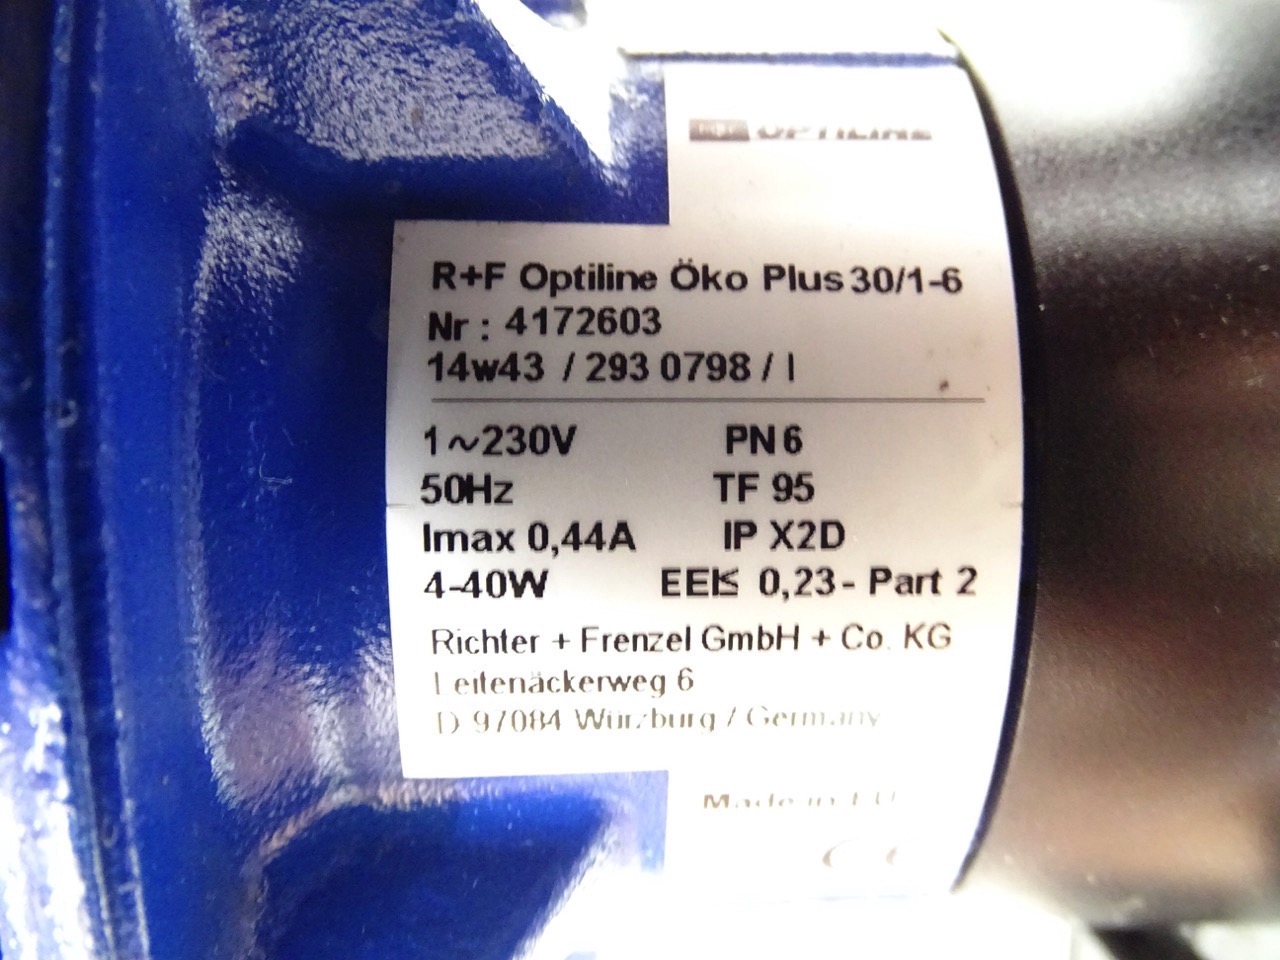 R+F OPTILINE
R+F Optiline Öko Plus 30/1-6
Nr : 4172603
14w43 / 293 0798 / I
1~230V PN 6
50Hz TF 95
Imax 0,44A IP X2D
4-40W EEI≤ 0,23 - Part 2
Richter + Frenzel GmbH + Co. KG
Leitenäckerweg 6
D 97084 Würzburg / Germany
Made in EU
CE